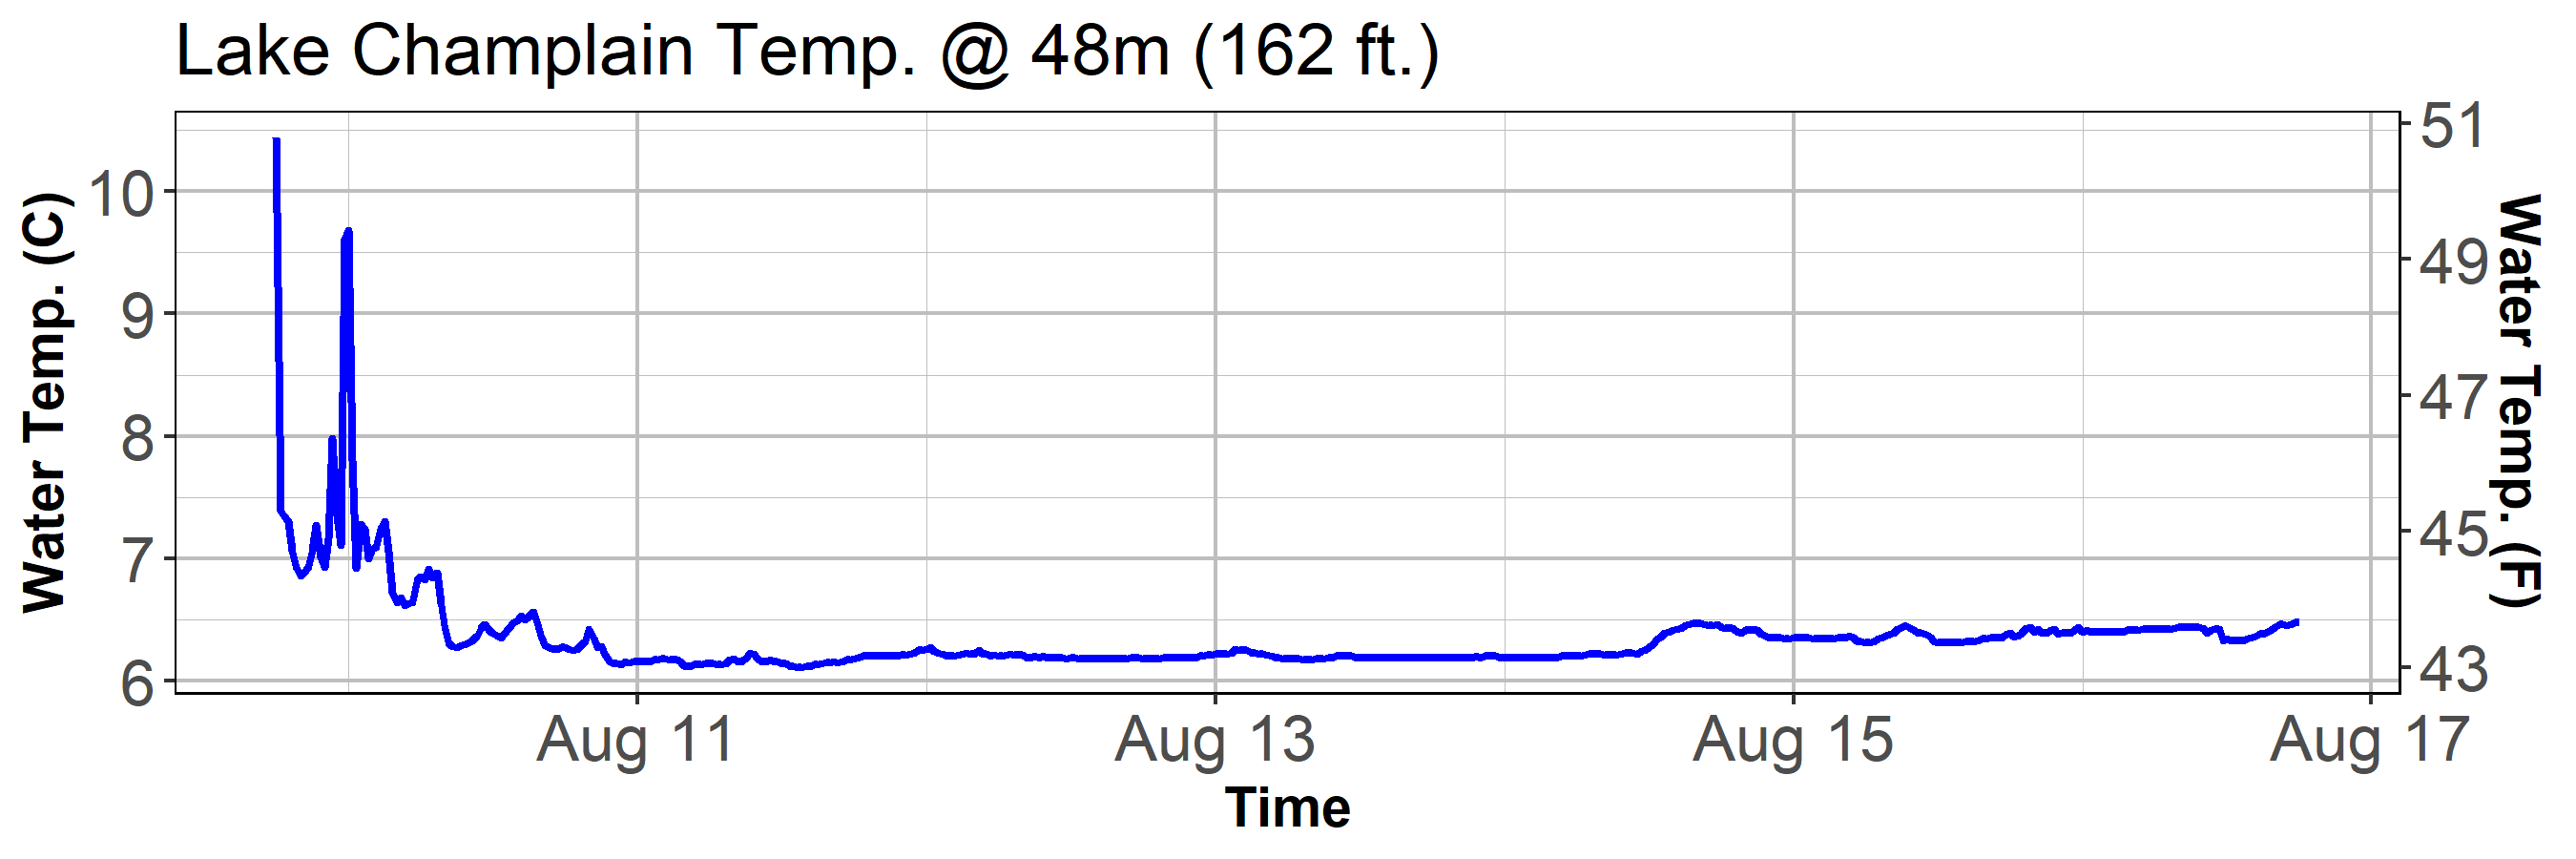 Lake Champlain Temp. @ 48m (162 ft.)
Water Temp. (C)
10
9
8
7
6
51
49
47
45
43
Water Temp. (F)
Aug 11
Aug 13
Aug 15
Aug 17
Time